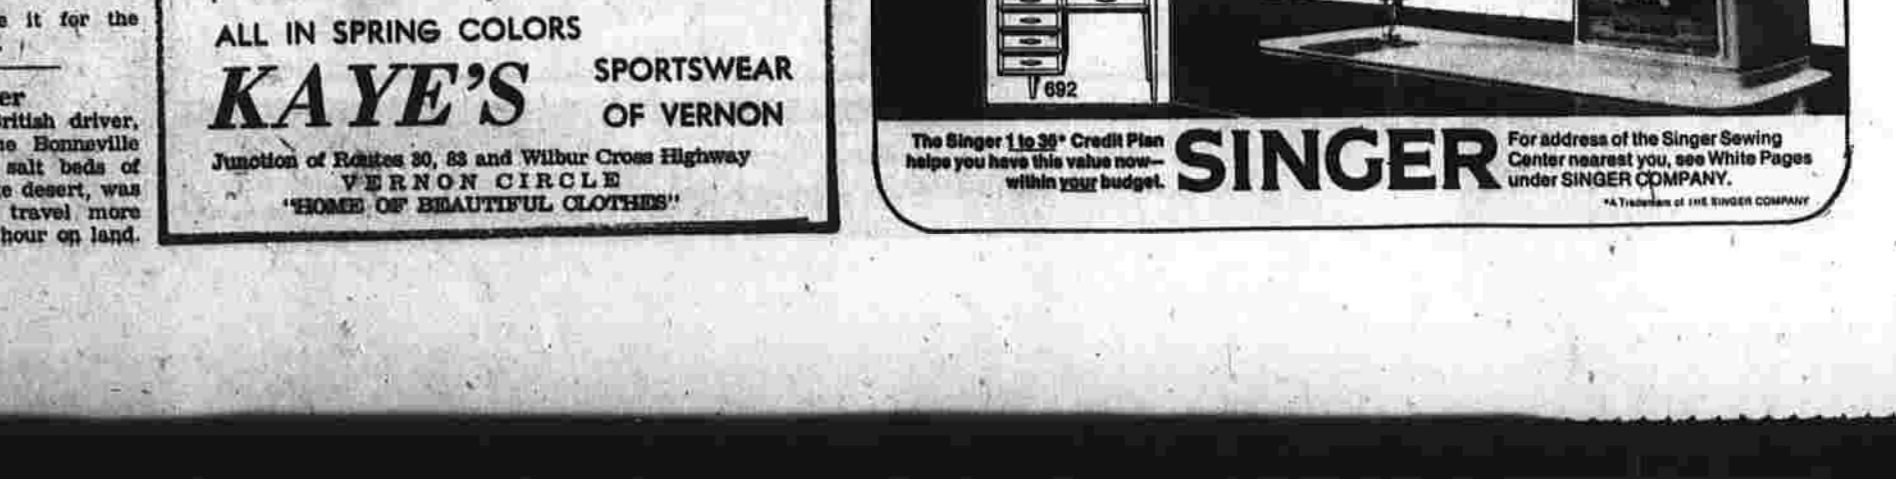 it for the
er
ritish driver,
Bonneville
salt beds of
desert, was
travel more
hour on land.
ALL IN SPRING COLORS
KAYE'S SPORTSWEAR
OF VERNON
Junction of Routes 30, 83 and Wilbur Cross Highway
VERNON CIRCLE
"HOME OF BEAUTIFUL CLOTHES"
692
The Singer 1 to 36* Credit Plan
helps you have this value now—
within your budget.
SINGER
For address of the Singer Sewing
Center nearest you, see White Pages
under SINGER COMPANY.
*A Trademark of THE SINGER COMPANY